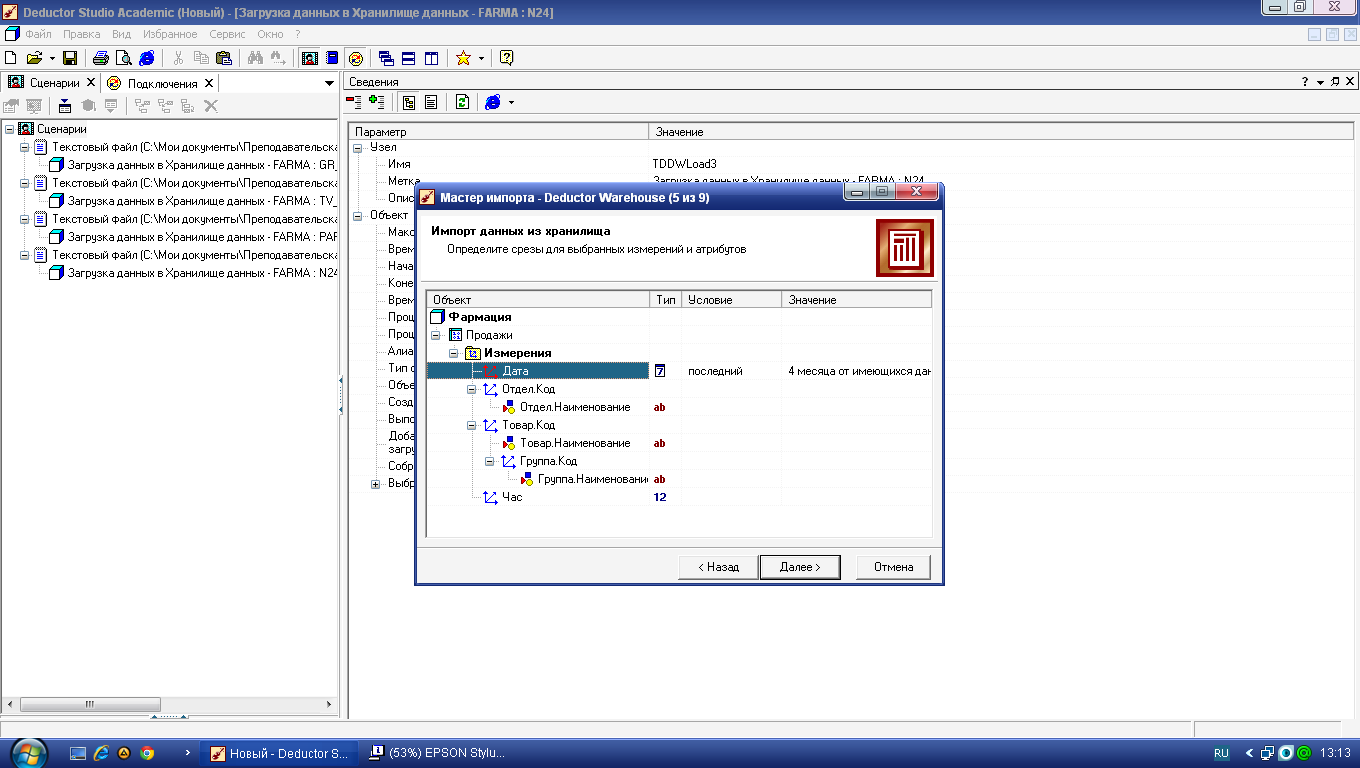 Deductor Studio Academic (Новый) - [Загрузка данных в Хранилище данных - FARMA : N24]
Файл Правка Вид Избранное Сервис Окно ?
Сценарии X Подключения X
Сведения
Сценарии
Текстовый файл (C:\Мои документы\Преподавательска
Загрузка данных в Хранилище данных - FARMA : GR_
Текстовый файл (C:\Мои документы\Преподавательска
Загрузка данных в Хранилище данных - FARMA : TV_
Текстовый файл (C:\Мои документы\Преподавательска
Загрузка данных в Хранилище данных - FARMA : PAR
Текстовый файл (C:\Мои документы\Преподавательска
Загрузка данных в Хранилище данных - FARMA : N24
Параметр Значение
Узел
Имя TDDWLoad3
Метка Загрузка данных в Хранилище данных - FARMA : N24
Опис
Объект
Макс
Врем
Нача
Коне
Врем
Проц
Проц
Алиа
Тип о
Объе
Созд
Выпо
Доба
загру
Собр
Выбр
Мастер импорта - Deductor Warehouse (5 из 9)
Импорт данных из хранилища
Определите срезы для выбранных измерений и атрибутов
Объект Тип Условие Значение
Фармация
Продажи
Измерения
Дата 7 последний 4 месяца от имеющихся дан
Отдел.Код
Отдел.Наименование ab
Товар.Код
Товар.Наименование ab
Группа.Код
Группа.Наименовани ab
Час 12
< Назад Далее > Отмена
Новый - Deductor S... (53%) EPSON Stylu... RU 13:13